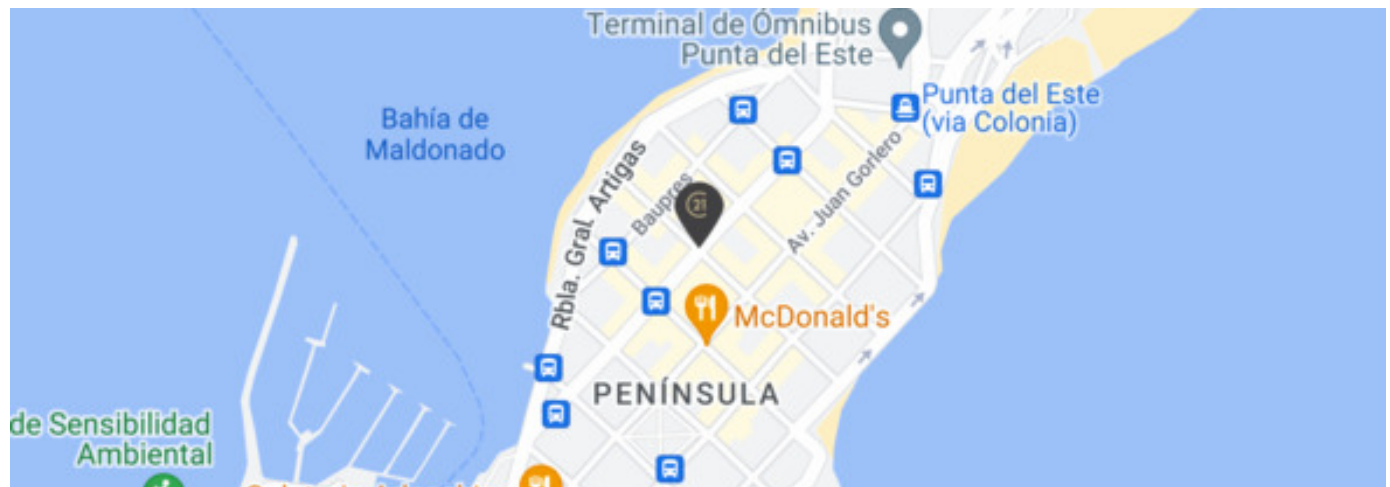 Terminal de Ómnibus
Punta del Este
Punta del Este
(via Colonia)
Bahía de
Maldonado
Rbla. Gral. Artigas
Baupres
21
Av. Juan Gorlero
McDonald's
PENÍNSULA
de Sensibilidad
Ambiental